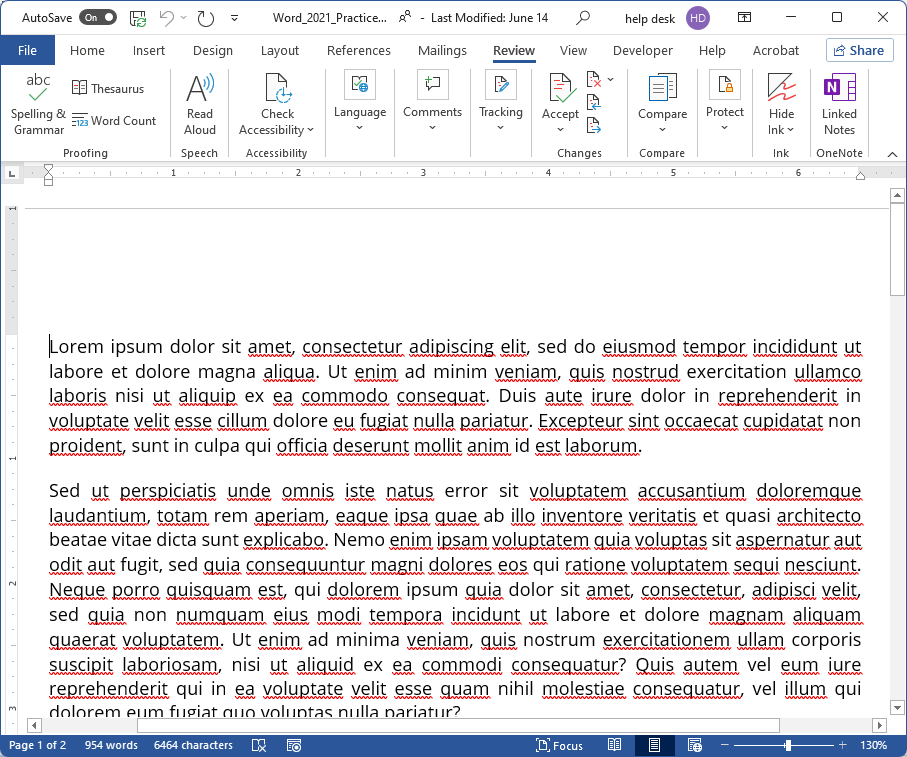 AutoSave On Word_2021_Practice... - Last Modified: June 14 help desk HD
File Home Insert Design Layout References Mailings Review View Developer Help Acrobat Share
abc
Spelling & Grammar
Thesaurus
Word Count
Read Aloud
Check Accessibility
Language
Comments
Tracking
Accept
Compare
Protect
Hide Ink
N
Linked Notes
Proofing Speech Accessibility Changes Compare Ink OneNote
L
1 2 3 4 5 6
1
1
2
3
Lorem ipsum dolor sit amet, consectetur adipiscing elit, sed do eiusmod tempor incididunt ut
labore et dolore magna aliqua. Ut enim ad minim veniam, quis nostrud exercitation ullamco
laboris nisi ut aliquip ex ea commodo consequat. Duis aute irure dolor in reprehenderit in
voluptate velit esse cillum dolore eu fugiat nulla pariatur. Excepteur sint occaecat cupidatat non
proident, sunt in culpa qui officia deserunt mollit anim id est laborum.
Sed ut perspiciatis unde omnis iste natus error sit voluptatem accusantium doloremque
laudantium, totam rem aperiam, eaque ipsa quae ab illo inventore veritatis et quasi architecto
beatae vitae dicta sunt explicabo. Nemo enim ipsam voluptatem quia voluptas sit aspernatur aut
odit aut fugit, sed quia consequuntur magni dolores eos qui ratione voluptatem sequi nesciunt.
Neque porro quisquam est, qui dolorem ipsum quia dolor sit amet, consectetur, adipisci velit,
sed quia non numquam eius modi tempora incidunt ut labore et dolore magnam aliquam
quaerat voluptatem. Ut enim ad minima veniam, quis nostrum exercitationem ullam corporis
suscipit laboriosam, nisi ut aliquid ex ea commodi consequatur? Quis autem vel eum iure
reprehenderit qui in ea voluptate velit esse quam nihil molestiae consequatur, vel illum qui
dolorem eum fugiat quo voluptas nulla pariatur?
Page 1 of 2 954 words 6464 characters Focus 130%